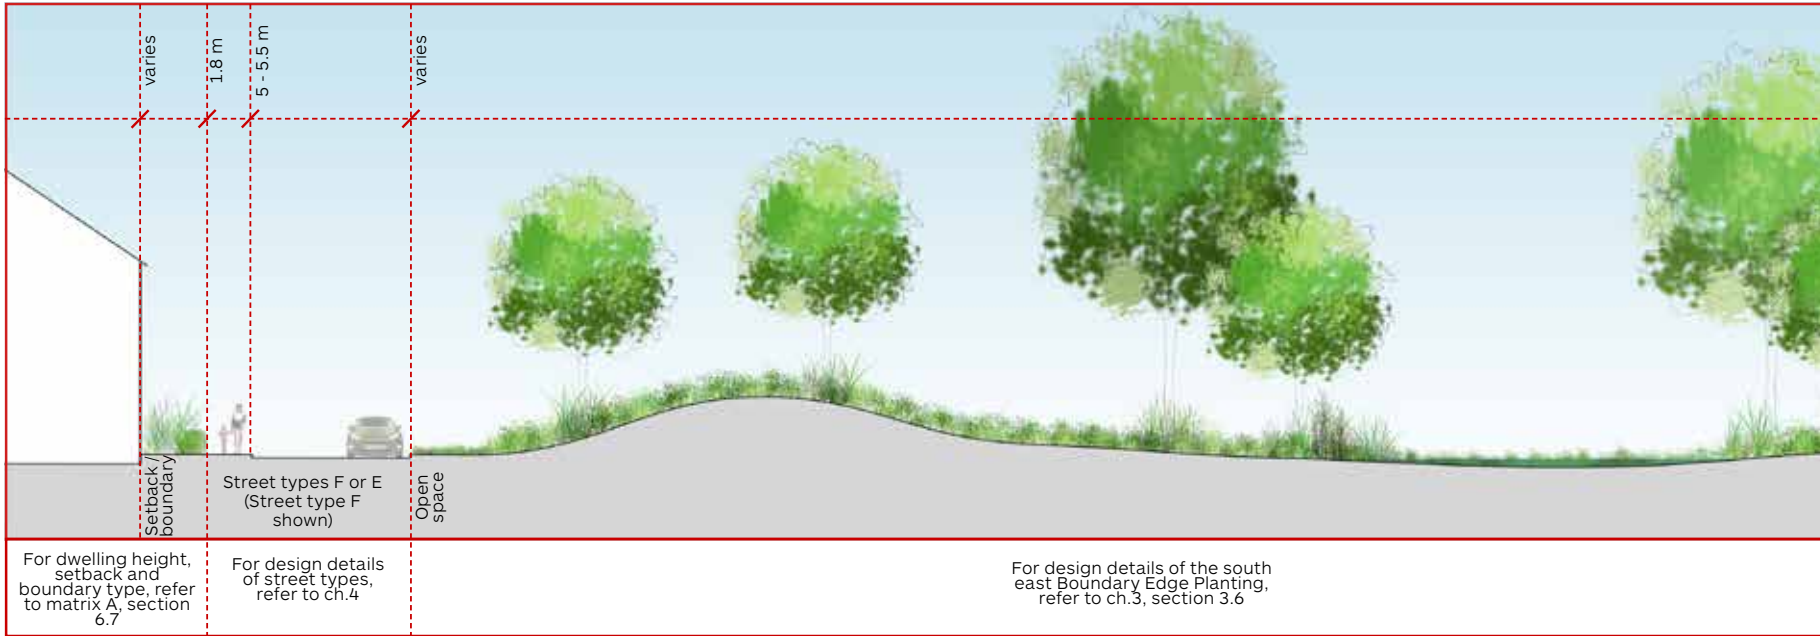 varies
1.8 m
5 - 5.5 m
varies
Setback /
boundary
Street types F or E
(Street type F
shown)
Open
space
For dwelling height,
setback and
boundary type, refer
to matrix A, section
6.7
For design details
of street types,
refer to ch.4
For design details of the south
east Boundary Edge Planting,
refer to ch.3, section 3.6